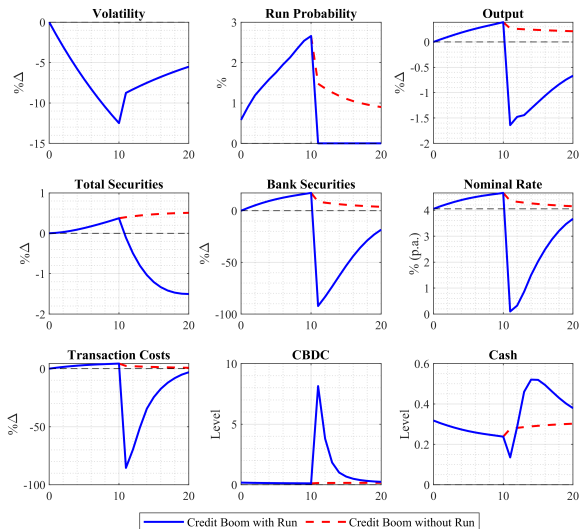 Volatility
0
-5
-10
-15
0 10 20
%Δ
Run Probability
3
2
1
0
0 10 20
%
Output
0
-0.5
-1
-1.5
-2
0 10 20
%Δ
Total Securities
1
0
-1
-2
0 10 20
%Δ
Bank Securities
0
-50
-100
0 10 20
%Δ
Nominal Rate
4
3
2
1
0
0 10 20
% (p.a.)
Transaction Costs
0
-50
-100
0 10 20
%Δ
CBDC
10
5
0
0 10 20
Level
Cash
0.6
0.4
0.2
0
0 10 20
Level
Credit Boom with Run Credit Boom without Run